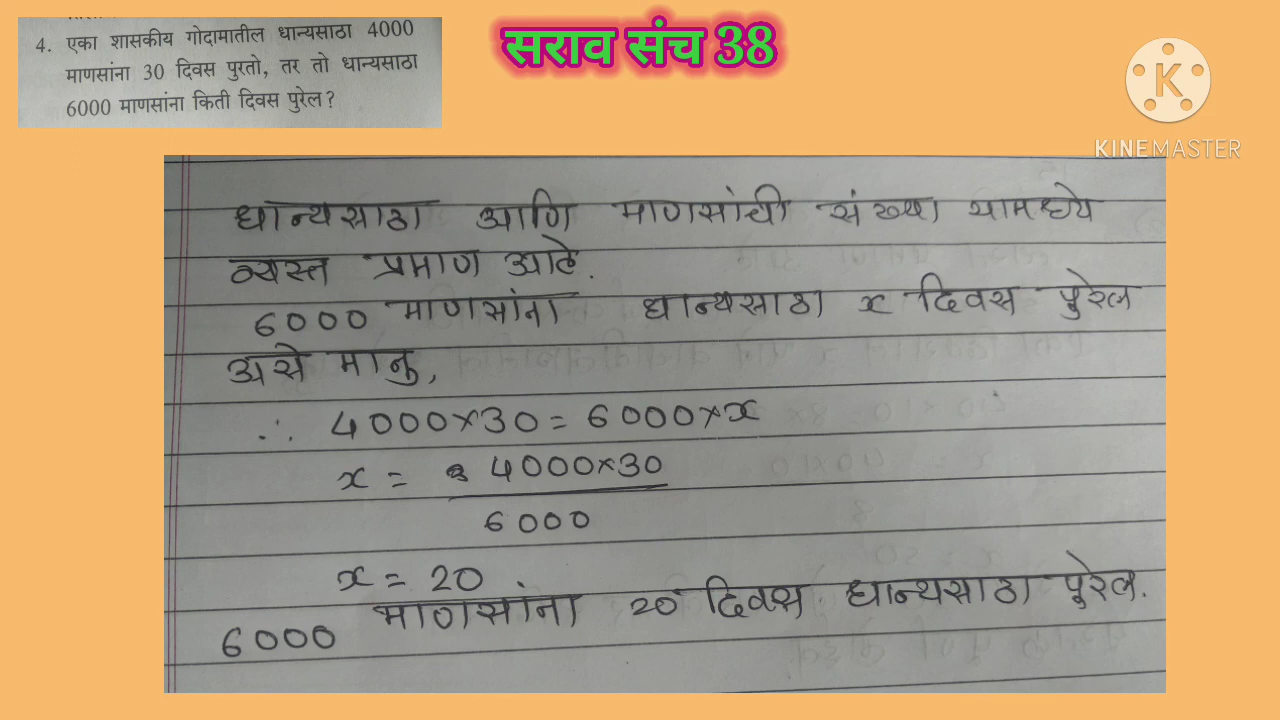 4. एका शासकीय गोदामातील धान्यसाठा 4000
माणसांना 30 दिवस पुरतो, तर तो धान्यसाठा
6000 माणसांना किती दिवस पुरेल?
सराव संच 38
K
KINEMASTER
धान्यसाठा आणि माणसांची संख्या यामध्ये
व्यस्त प्रमाण आहे.
6000 माणसांना धान्यसाठा x दिवस पुरेल
असे मानु,
∴ 4000×30 = 6000×x
x = 4000×30
6000
x = 20
6000 माणसांना 20 दिवस धान्यसाठा पुरेल.